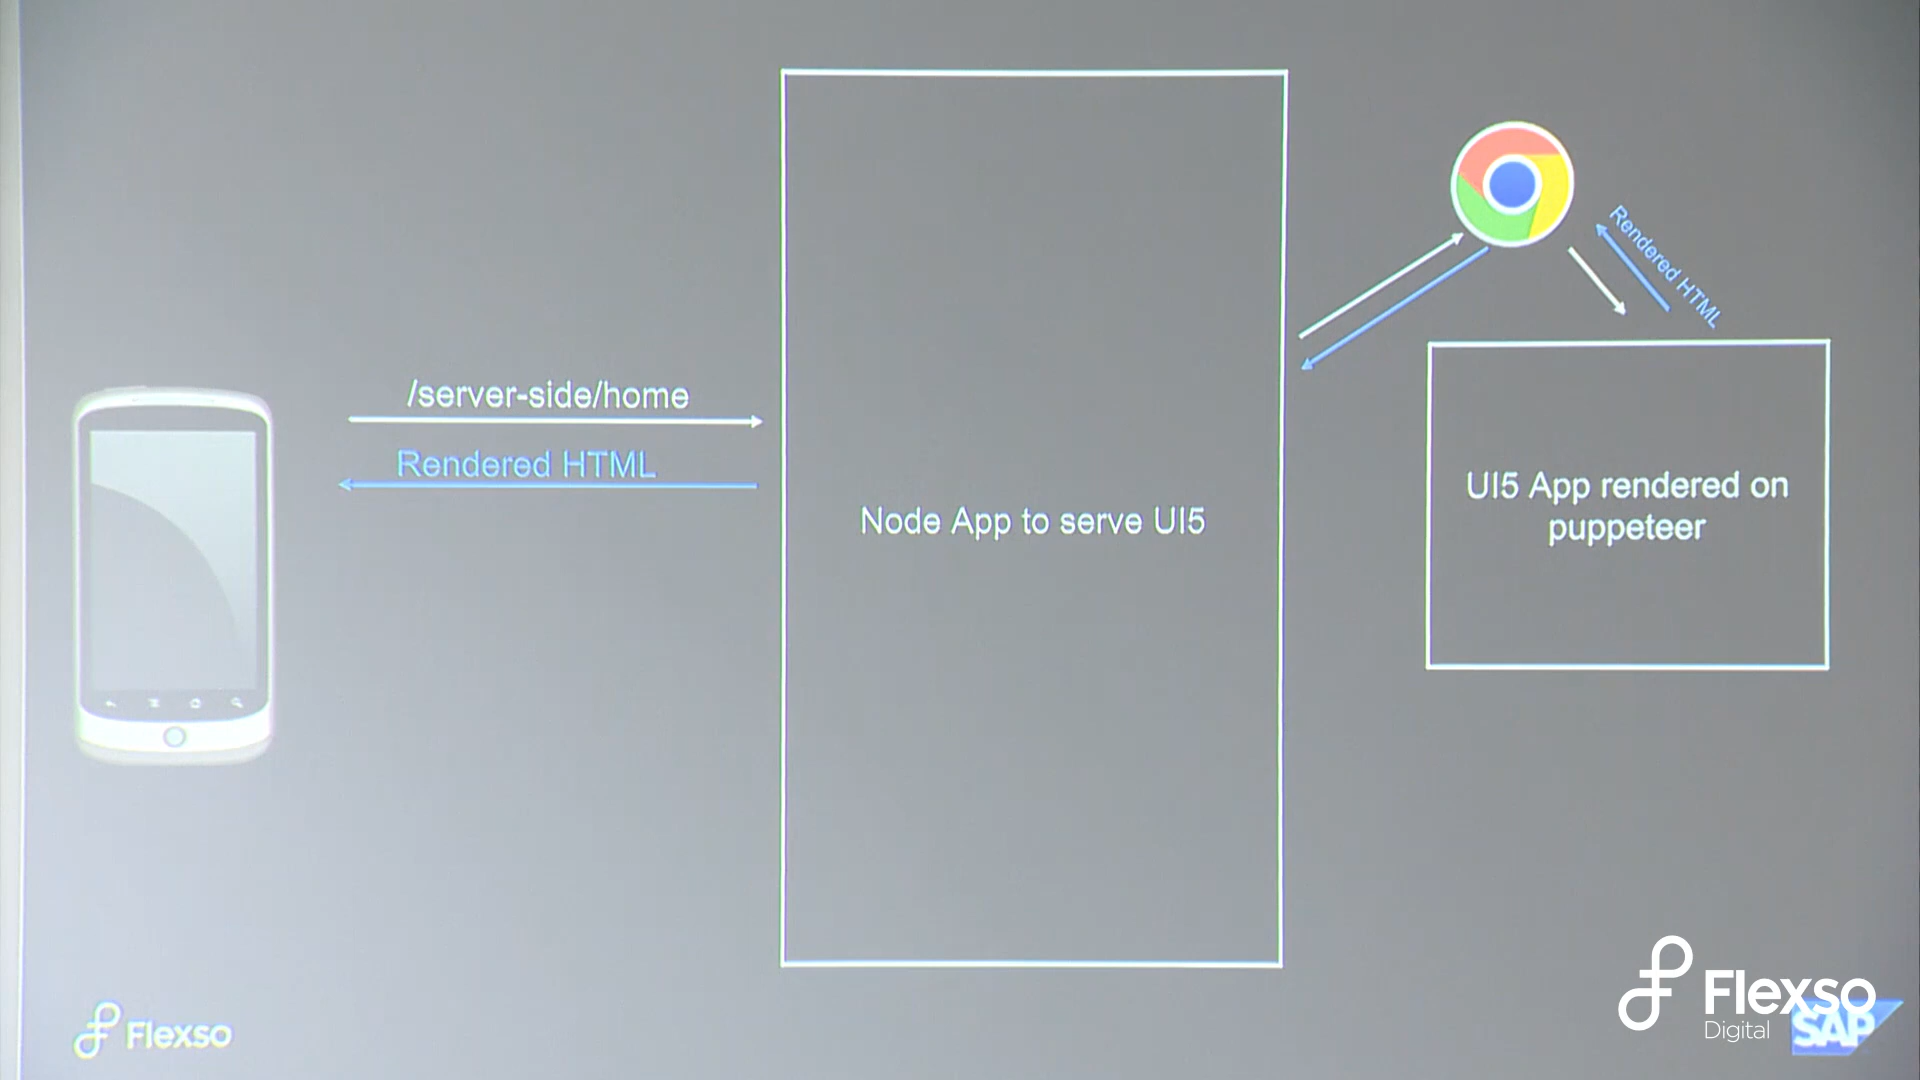 /server-side/home
Rendered HTML
Node App to serve UI5
Rendered HTML
UI5 App rendered on
puppeteer
Flexso
Flexso
Digital
SAP